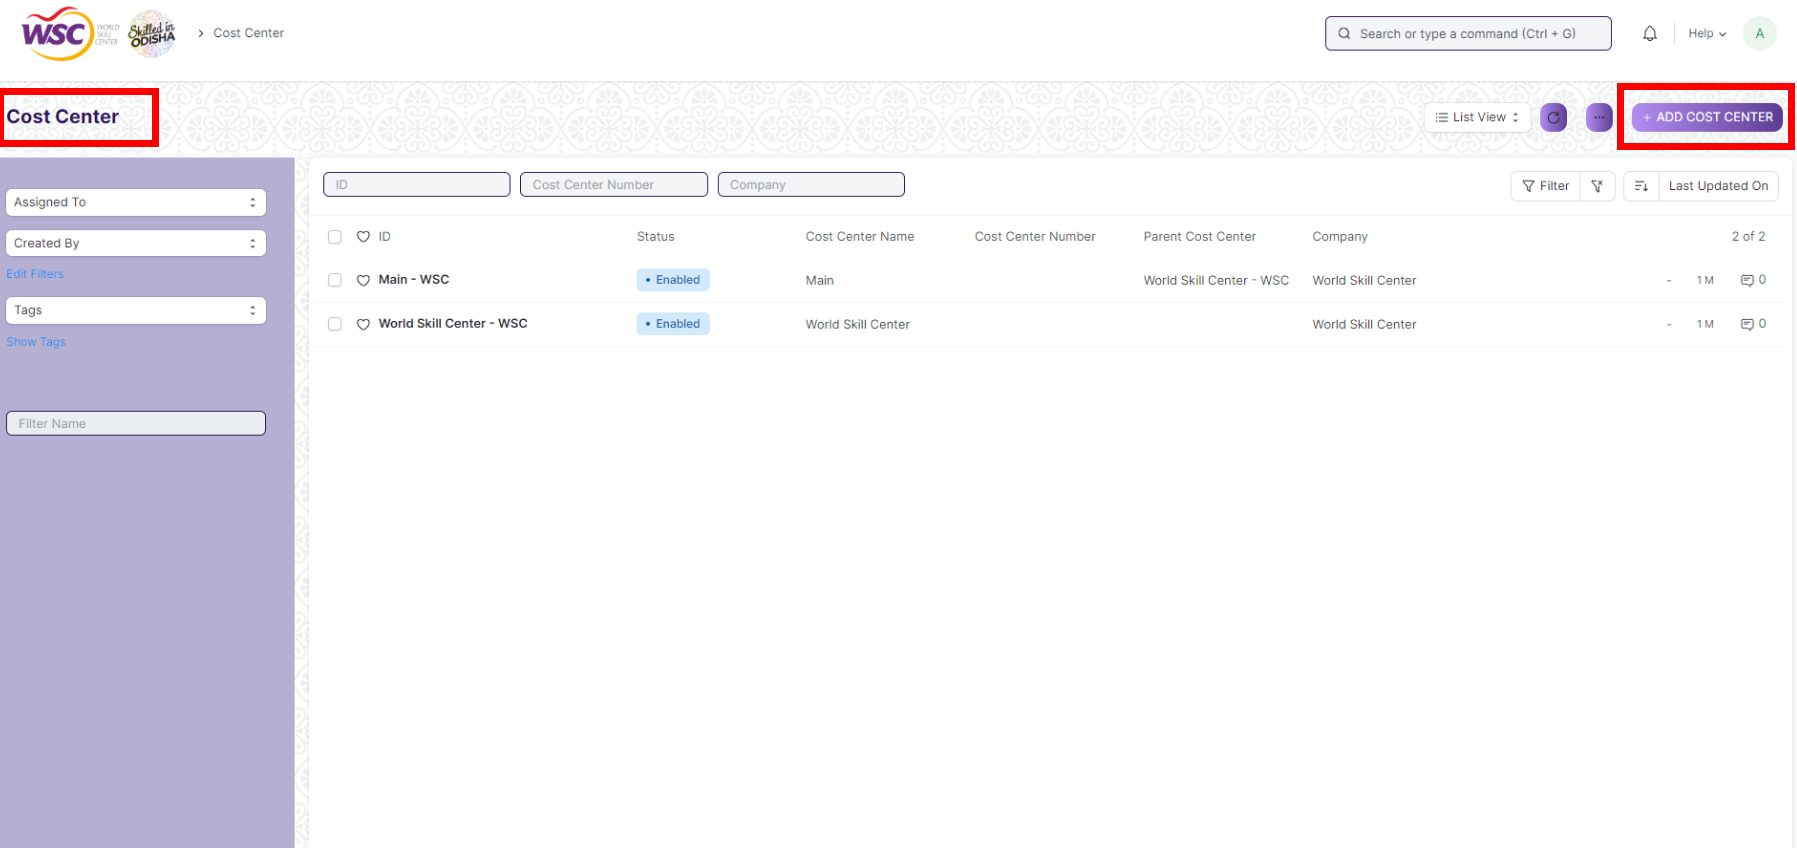 WSC WORLD SKILL CENTER
Skilled in ODISHA
Cost Center
Search or type a command (Ctrl + G)
Help
A
Cost Center
List View
+ ADD COST CENTER
Assigned To
Created By
Edit Filters
Tags
Show Tags
Filter Name
ID Cost Center Number Company
Filter
Last Updated On
ID Status Cost Center Name Cost Center Number Parent Cost Center Company 2 of 2
Main - WSC • Enabled Main World Skill Center - WSC World Skill Center - 1 M 0
World Skill Center - WSC • Enabled World Skill Center World Skill Center - 1 M 0